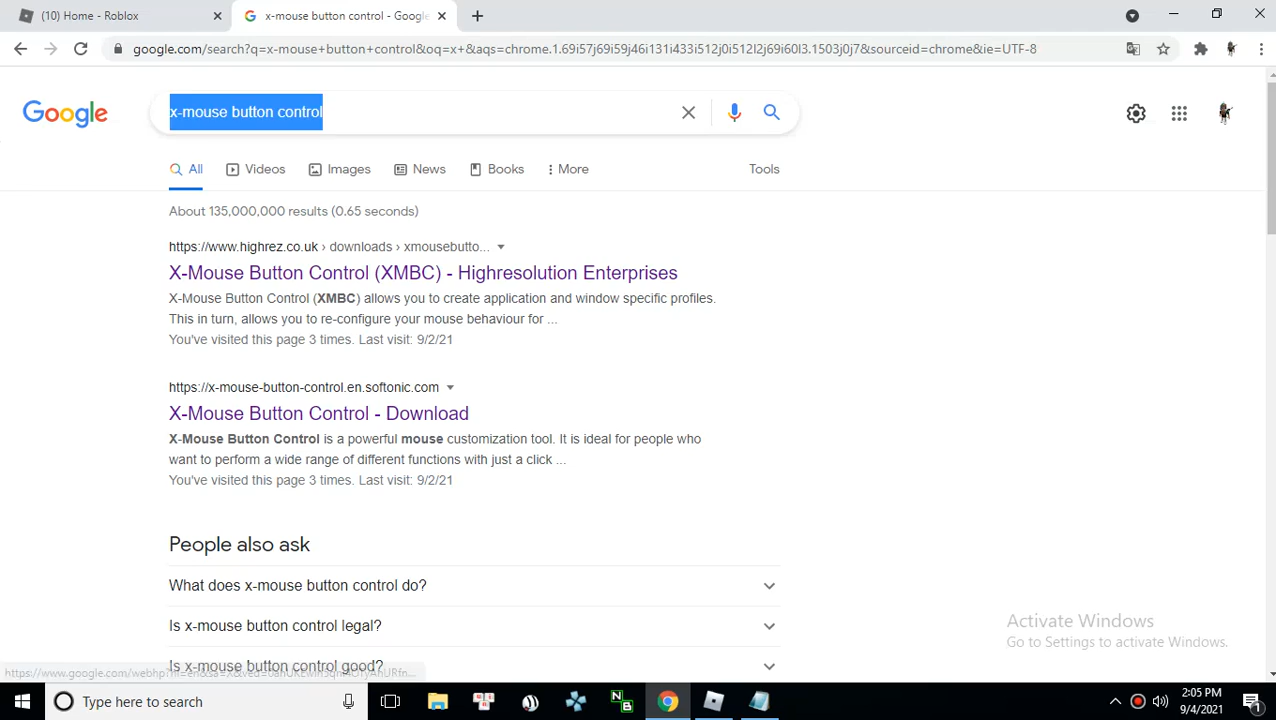 (10) Home - Roblox
x-mouse button control - Google
google.com/search?q=x-mouse+button+control&oq=x+&aqs=chrome.1.69i57j69i59j46i131i433i512j0i512l2j69i60l3.1503j0j7&sourceid=chrome&ie=UTF-8
Google
x-mouse button control
All
Videos
Images
News
Books
More
Tools
About 135,000,000 results (0.65 seconds)
https://www.highrez.co.uk › downloads › xmousebutto...
X-Mouse Button Control (XMBC) - Highresolution Enterprises
X-Mouse Button Control (XMBC) allows you to create application and window specific profiles.
This in turn, allows you to re-configure your mouse behaviour for ...
You've visited this page 3 times. Last visit: 9/2/21
https://x-mouse-button-control.en.softonic.com
X-Mouse Button Control - Download
X-Mouse Button Control is a powerful mouse customization tool. It is ideal for people who
want to perform a wide range of different functions with just a click ...
You've visited this page 3 times. Last visit: 9/2/21
People also ask
What does x-mouse button control do?
Is x-mouse button control legal?
Is x-mouse button control good?
Activate Windows
Go to Settings to activate Windows.
Type here to search
N
B
2:05 PM
9/4/2021
1